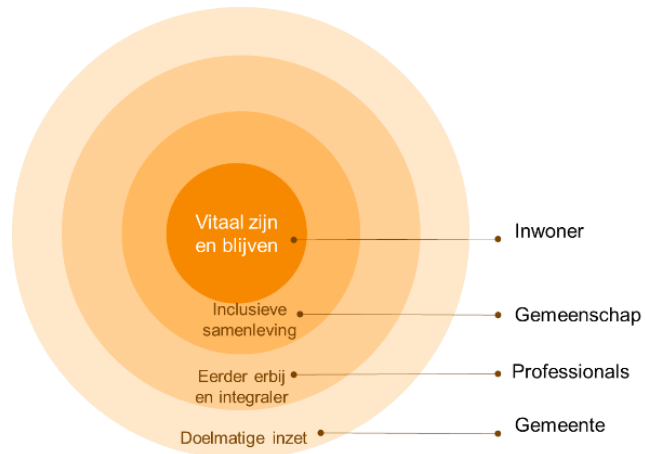 Vitaal zijn
en blijven
Inwoner
Inclusieve
samenleving
Gemeenschap
Eerder erbij
en integraler
Professionals
Doelmatige inzet
Gemeente